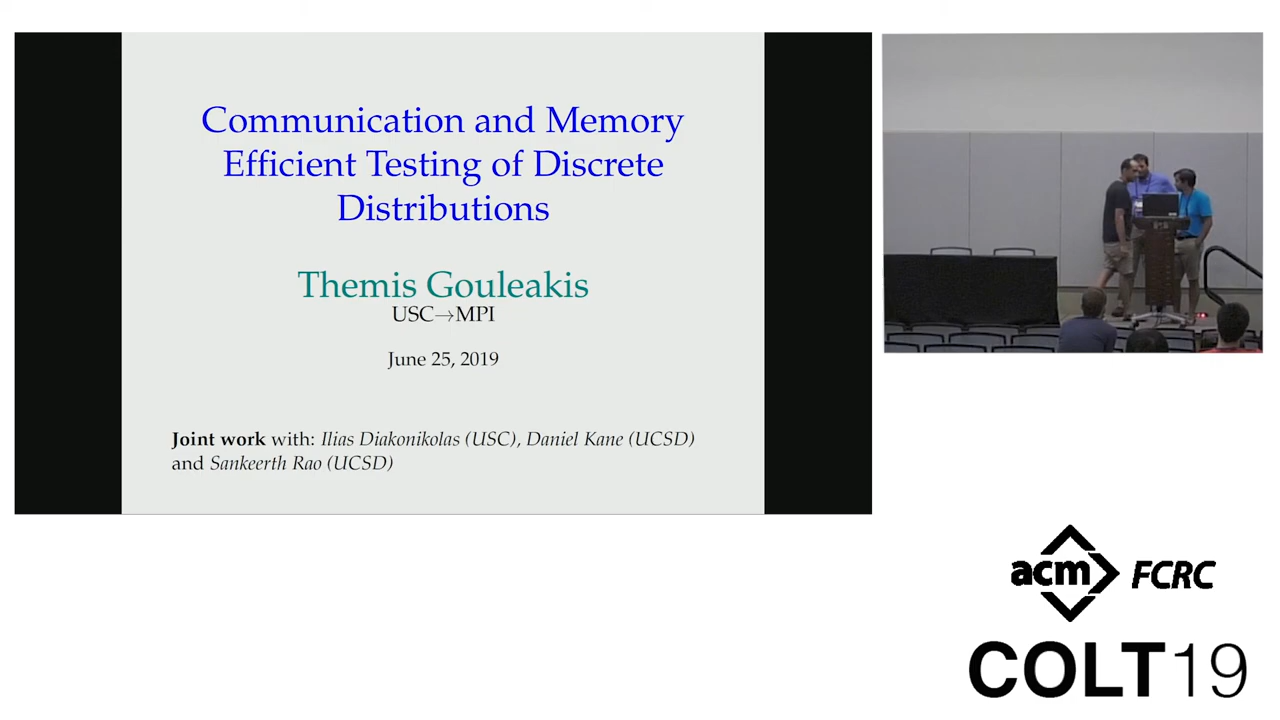 Communication and Memory
Efficient Testing of Discrete
Distributions
Themis Gouleakis
USC→MPI
June 25, 2019
Joint work with: Ilias Diakonikolas (USC), Daniel Kane (UCSD)
and Sankeerth Rao (UCSD)
acm FCRC
COLT19